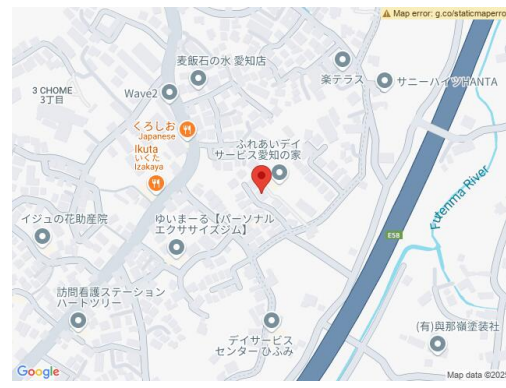 Map error: g.co/staticmaperro
麦飯石の水 愛知店
楽テラス
サニーハイツHANTA
3 CHOME
3丁目
Wave2
くろしお
Japanese
Ikuta
いくた
Izakaya
ふれあいデイ
サービス愛知の家
Futenma River
イジュの花助産院
ゆいまーる【パーソナル
エクササイズジム】
E58
訪問看護ステーション
ハートツリー
デイサービス
センター ひふみ
(有)與那嶺塗装社
Google
Map data ©2025